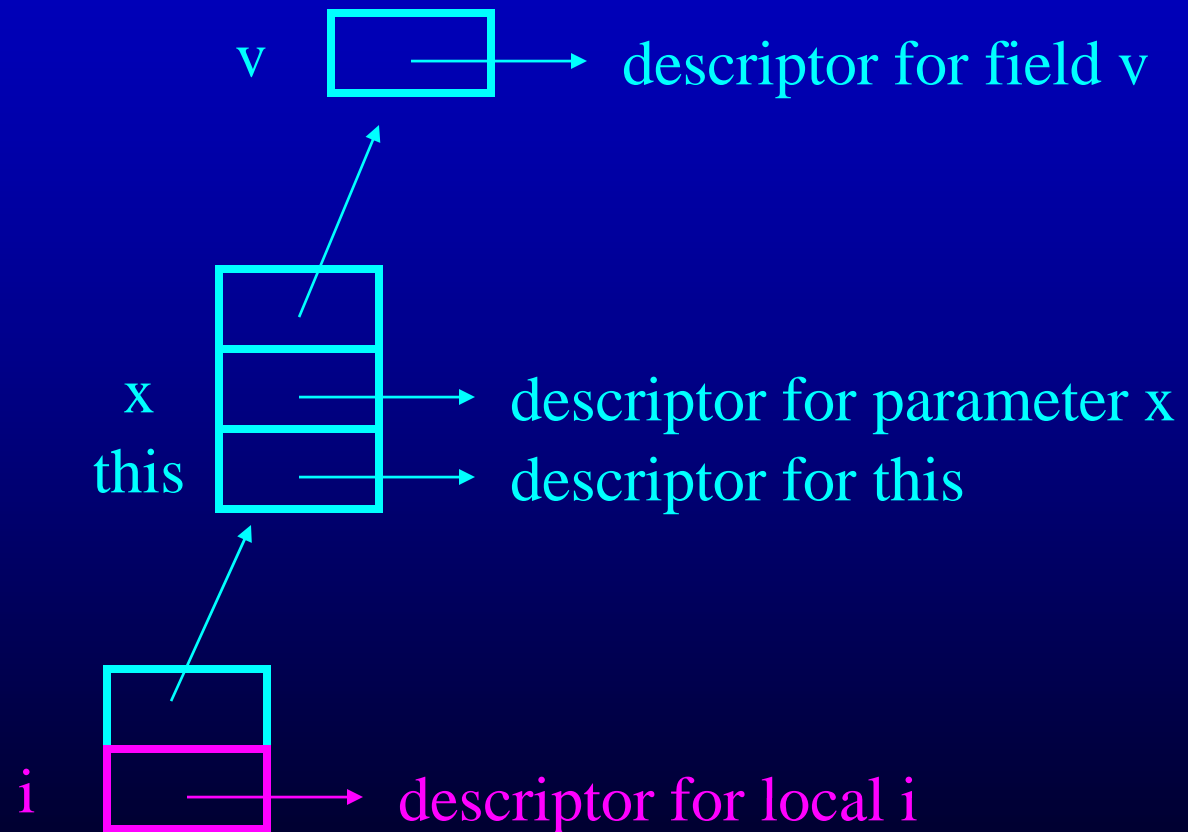 v descriptor for field v
x descriptor for parameter x
this descriptor for this
i descriptor for local i